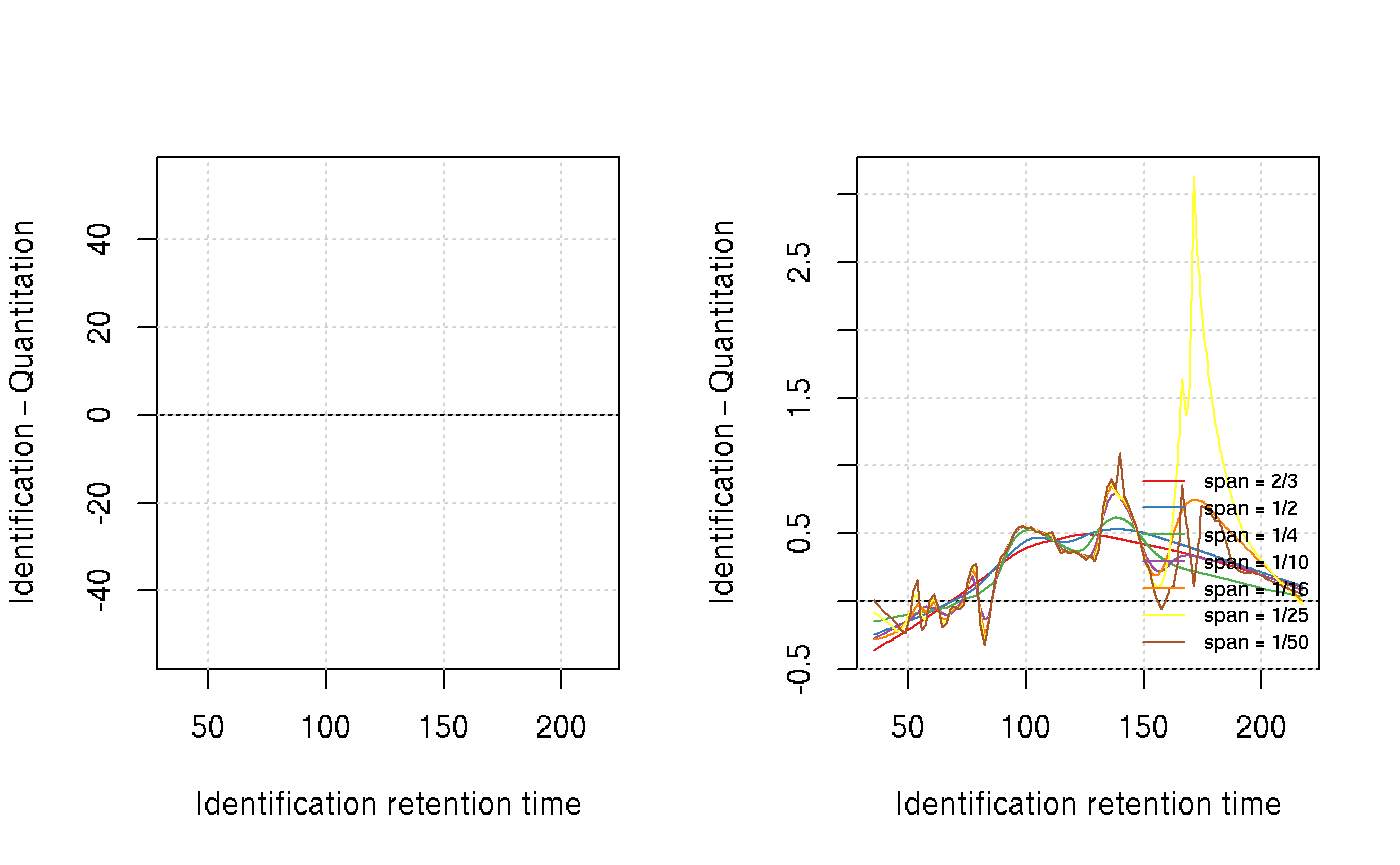 Identification – Quantitation
40
20
0
-20
-40
50 100 150 200
Identification retention time
Identification – Quantitation
2.5
1.5
0.5
-0.5
span = 2/3
span = 1/2
span = 1/4
span = 1/10
span = 1/16
span = 1/25
span = 1/50
50 100 150 200
Identification retention time